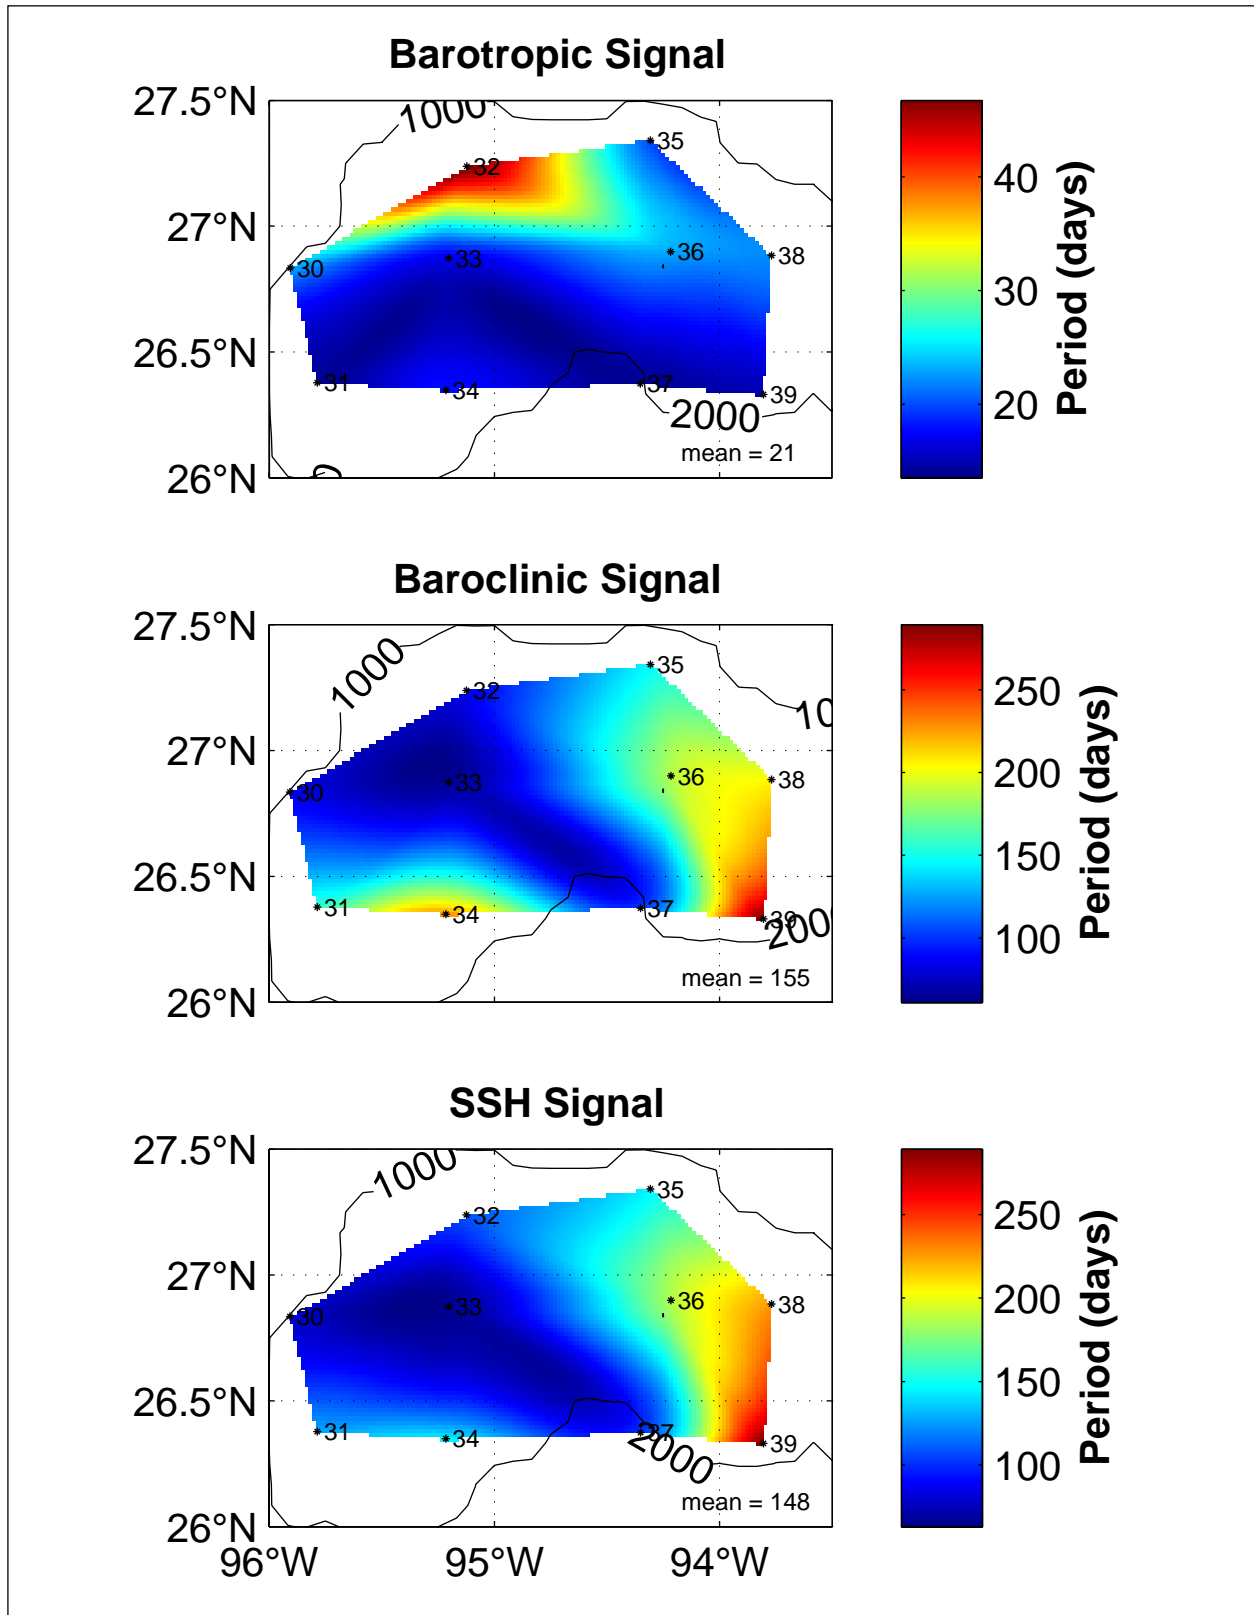 Barotropic Signal
27.5°N
27°N
26.5°N
26°N
1000
2000
0
30
31
32
33
34
35
36
37
38
39
mean = 21
40
30
20
Period (days)
Baroclinic Signal
27.5°N
27°N
26.5°N
26°N
1000
10
200
30
31
32
33
34
35
36
37
38
39
mean = 155
250
200
150
100
Period (days)
SSH Signal
27.5°N
27°N
26.5°N
26°N
1000
2000
30
31
32
33
34
35
36
37
38
39
mean = 148
96°W
95°W
94°W
250
200
150
100
Period (days)